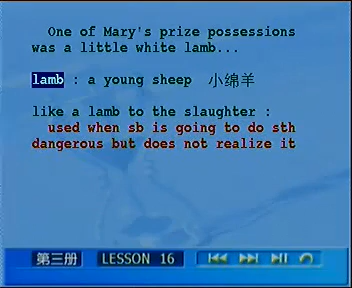 One of Mary's prize possessions
was a little white lamb...
lamb : a young sheep 小绵羊
like a lamb to the slaughter :
used when sb is going to do sth
dangerous but does not realize it
第三册 LESSON 16